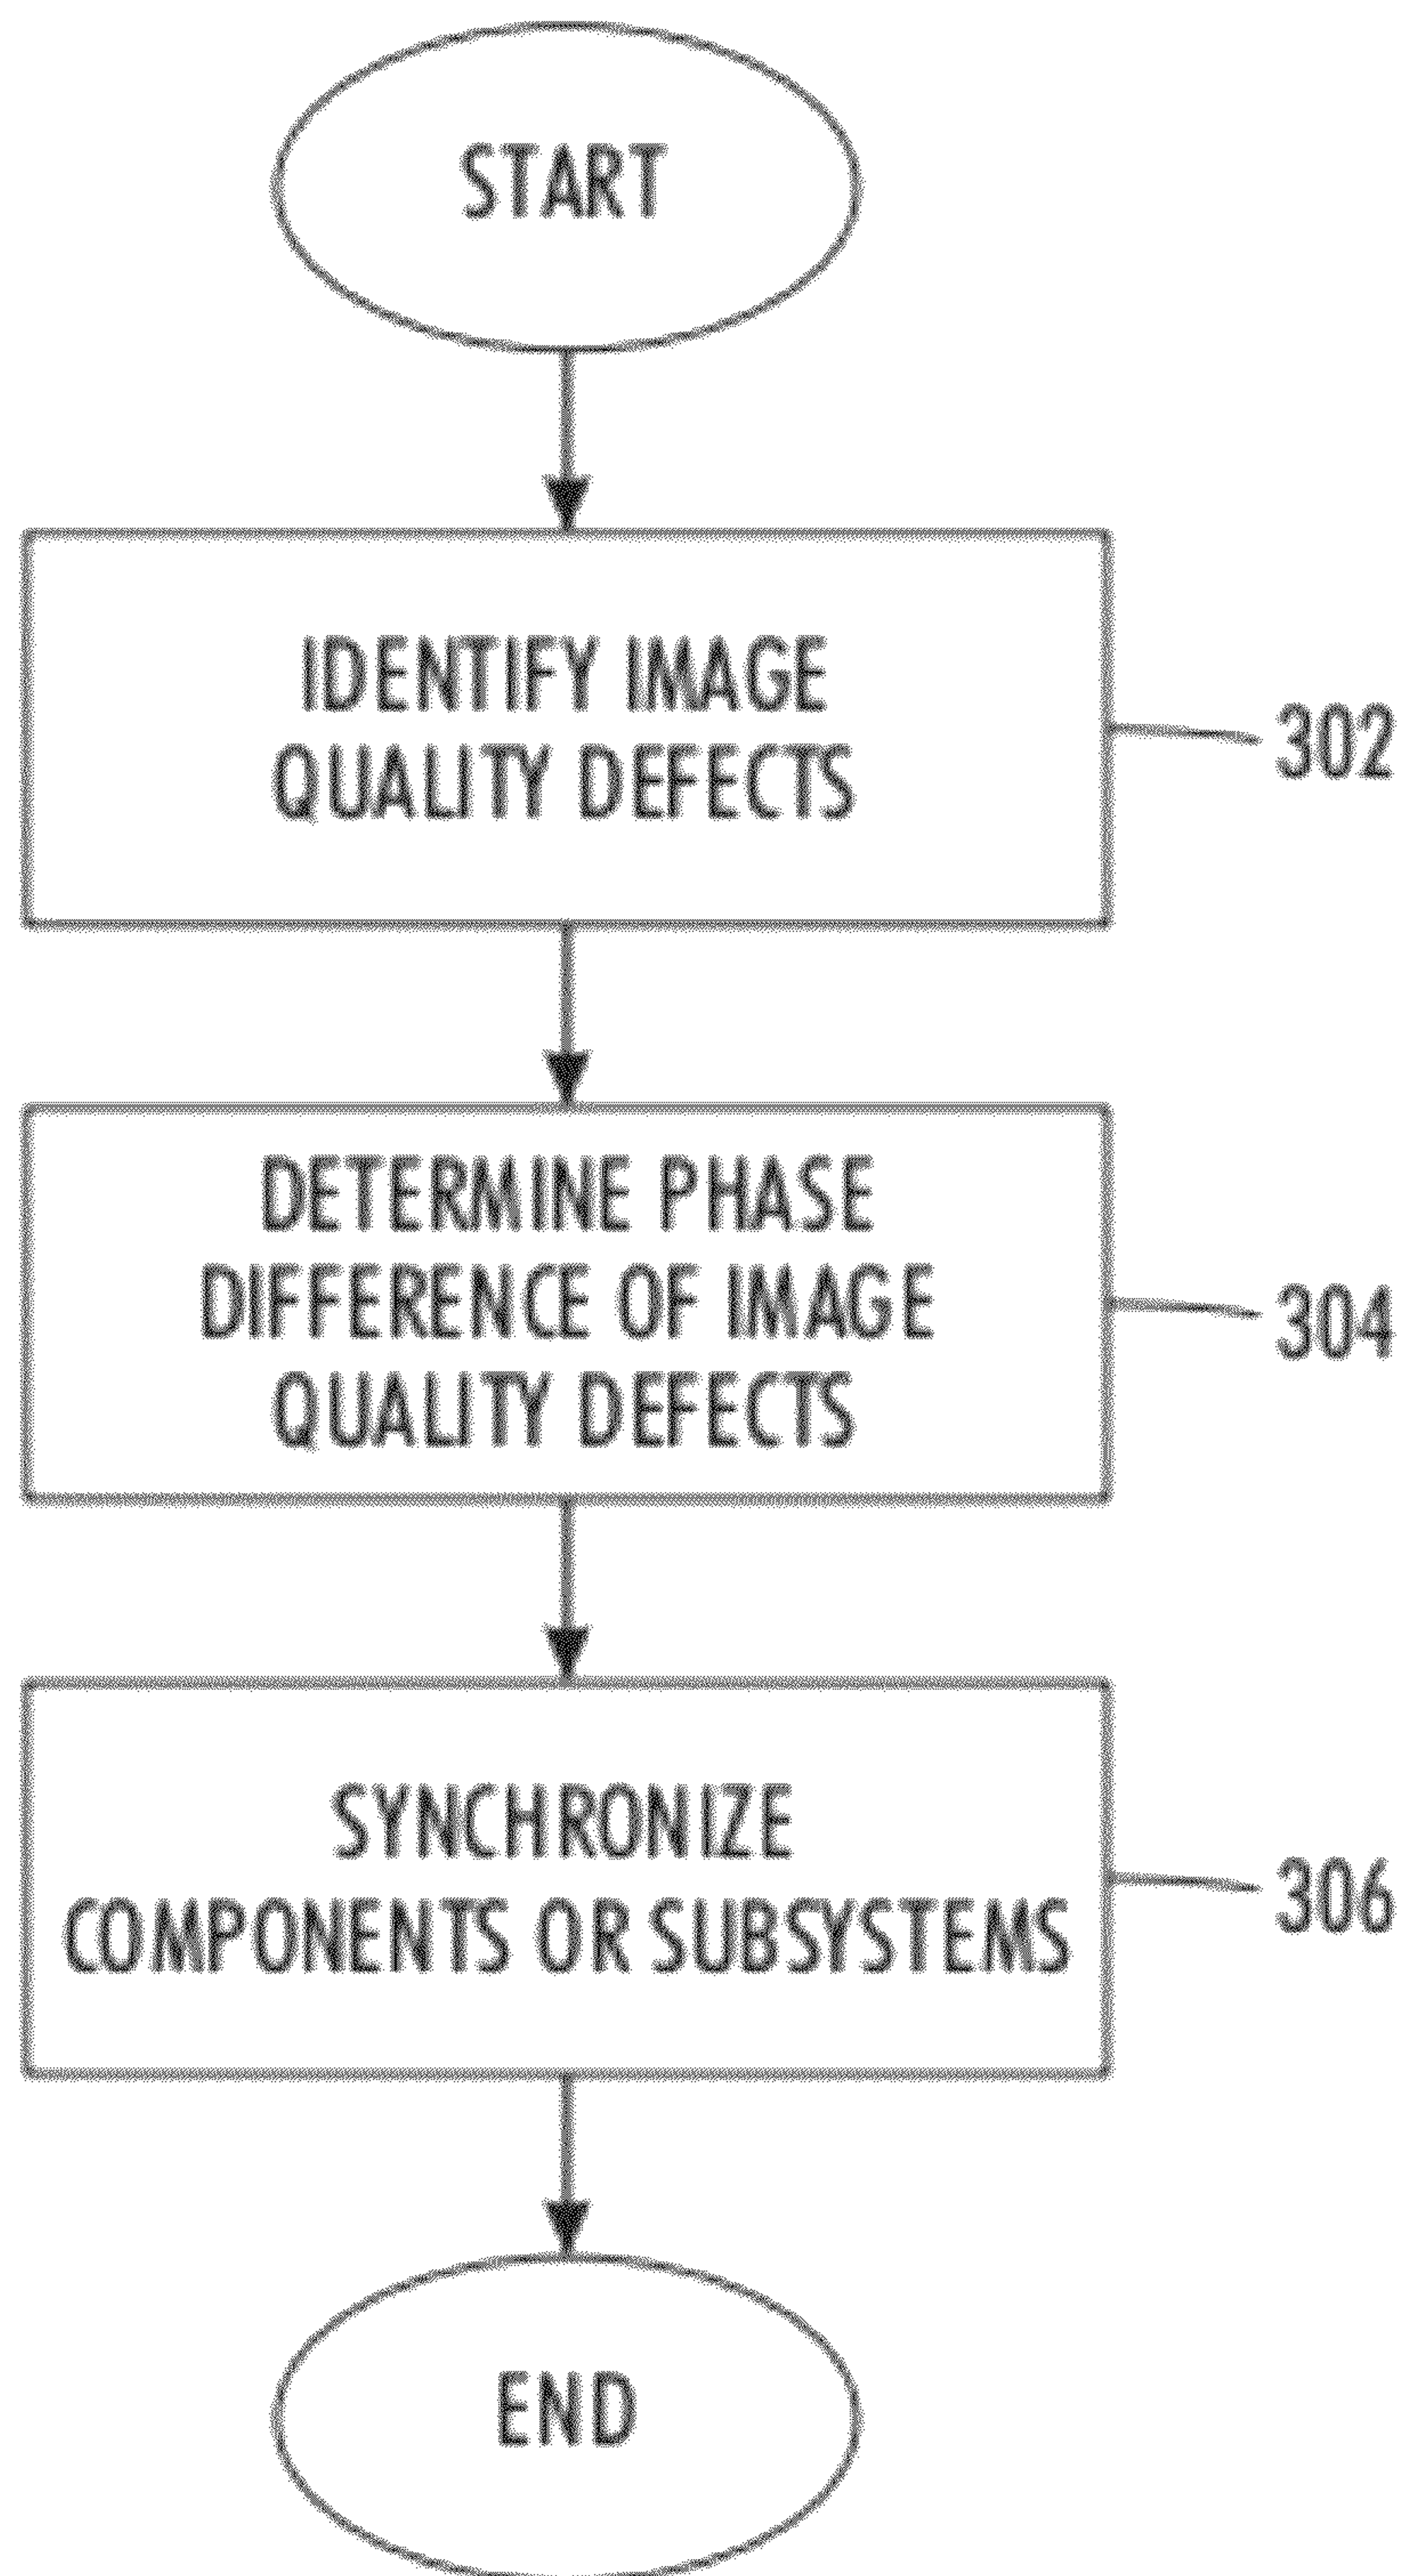 START
IDENTIFY IMAGE
QUALITY DEFECTS
302
DETERMINE PHASE
DIFFERENCE OF IMAGE
QUALITY DEFECTS
304
SYNCHRONIZE
COMPONENTS OR SUBSYSTEMS
306
END